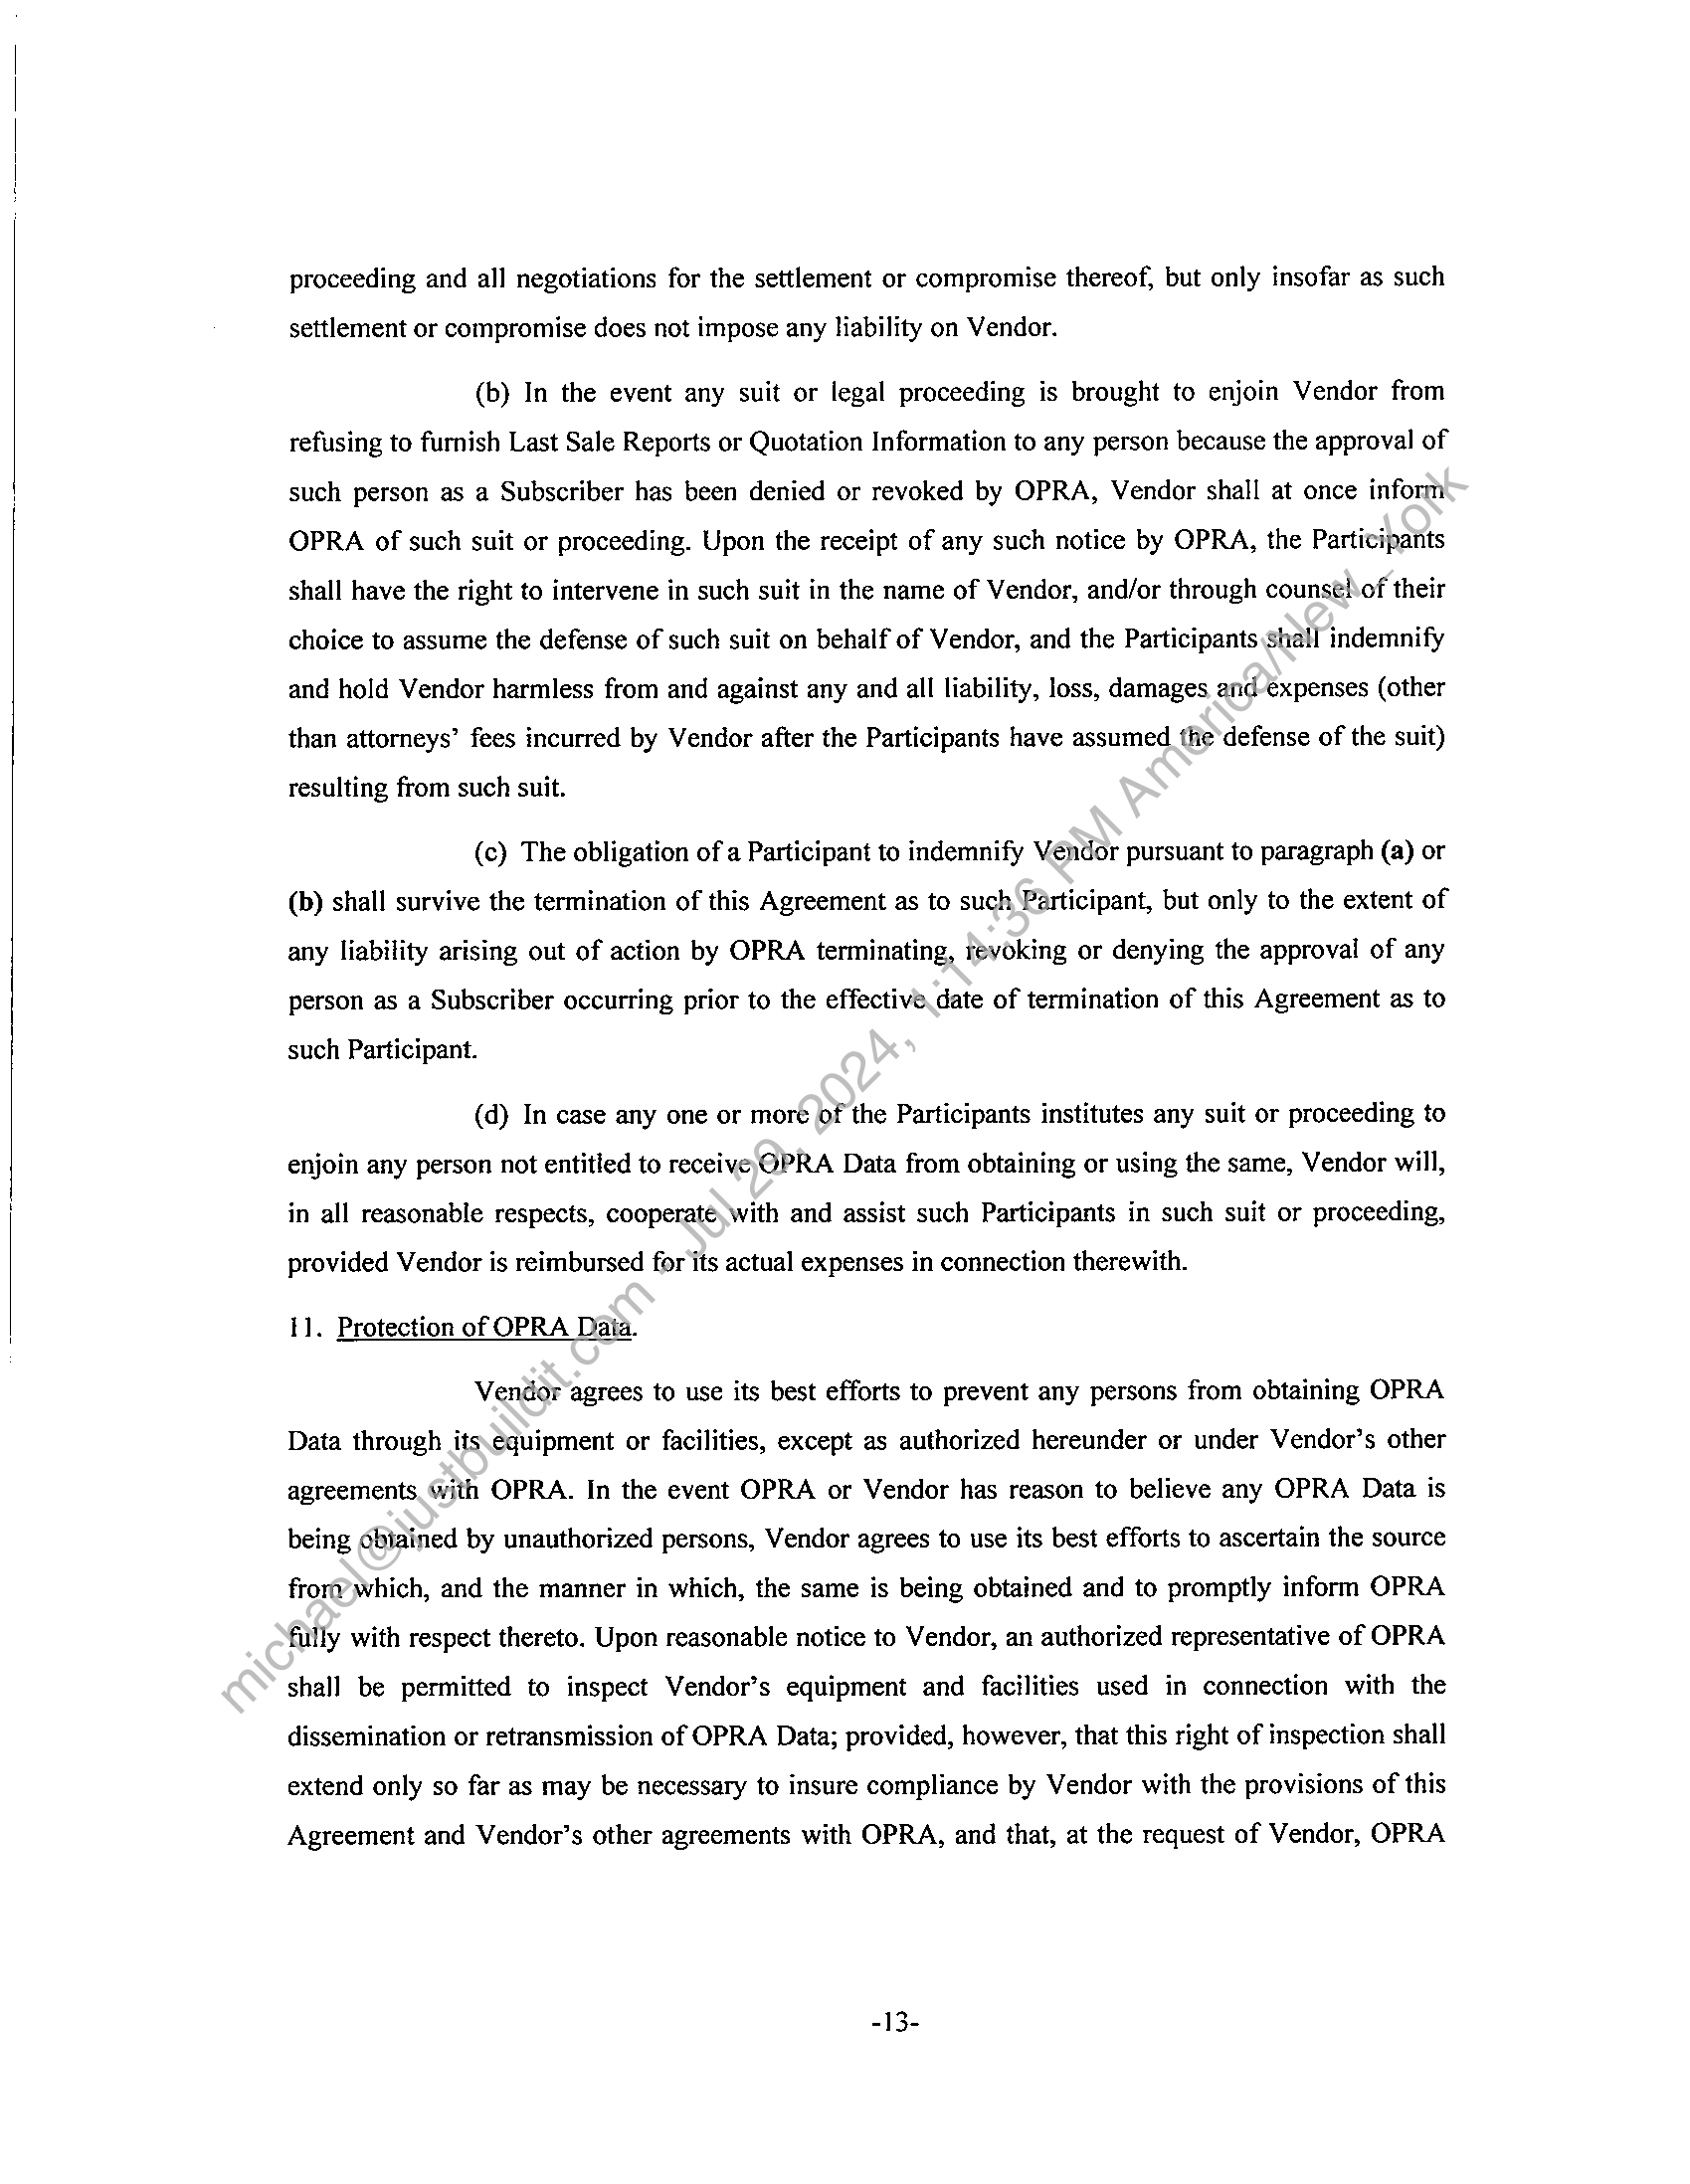 proceeding and all negotiations for the settlement or compromise thereof, but only insofar as such
settlement or compromise does not impose any liability on Vendor.
(b) In the event any suit or legal proceeding is brought to enjoin Vendor from
refusing to furnish Last Sale Reports or Quotation Information to any person because the approval of
such person as a Subscriber has been denied or revoked by OPRA, Vendor shall at once inform
OPRA of such suit or proceeding. Upon the receipt of any such notice by OPRA, the Participants
shall have the right to intervene in such suit in the name of Vendor, and/or through counsel of their
choice to assume the defense of such suit on behalf of Vendor, and the Participants shall indemnify
and hold Vendor harmless from and against any and all liability, loss, damages and expenses (other
than attorneys’ fees incurred by Vendor after the Participants have assumed the defense of the suit)
resulting from such suit.
(c) The obligation of a Participant to indemnify Vendor pursuant to paragraph (a) or
(b) shall survive the termination of this Agreement as to such Participant, but only to the extent of
any liability arising out of action by OPRA terminating, revoking or denying the approval of any
person as a Subscriber occurring prior to the effective date of termination of this Agreement as to
such Participant.
(d) In case any one or more of the Participants institutes any suit or proceeding to
enjoin any person not entitled to receive OPRA Data from obtaining or using the same, Vendor will,
in all reasonable respects, cooperate with and assist such Participants in such suit or proceeding,
provided Vendor is reimbursed for its actual expenses in connection therewith.
11. Protection of OPRA Data.
Vendor agrees to use its best efforts to prevent any persons from obtaining OPRA
Data through its equipment or facilities, except as authorized hereunder or under Vendor’s other
agreements with OPRA. In the event OPRA or Vendor has reason to believe any OPRA Data is
being obtained by unauthorized persons, Vendor agrees to use its best efforts to ascertain the source
from which, and the manner in which, the same is being obtained and to promptly inform OPRA
fully with respect thereto. Upon reasonable notice to Vendor, an authorized representative of OPRA
shall be permitted to inspect Vendor’s equipment and facilities used in connection with the
dissemination or retransmission of OPRA Data; provided, however, that this right of inspection shall
extend only so far as may be necessary to insure compliance by Vendor with the provisions of this
Agreement and Vendor’s other agreements with OPRA, and that, at the request of Vendor, OPRA
-13-
michael@justbuildit.com - Jul 29, 2024, 1:14:36 PM America/New_York